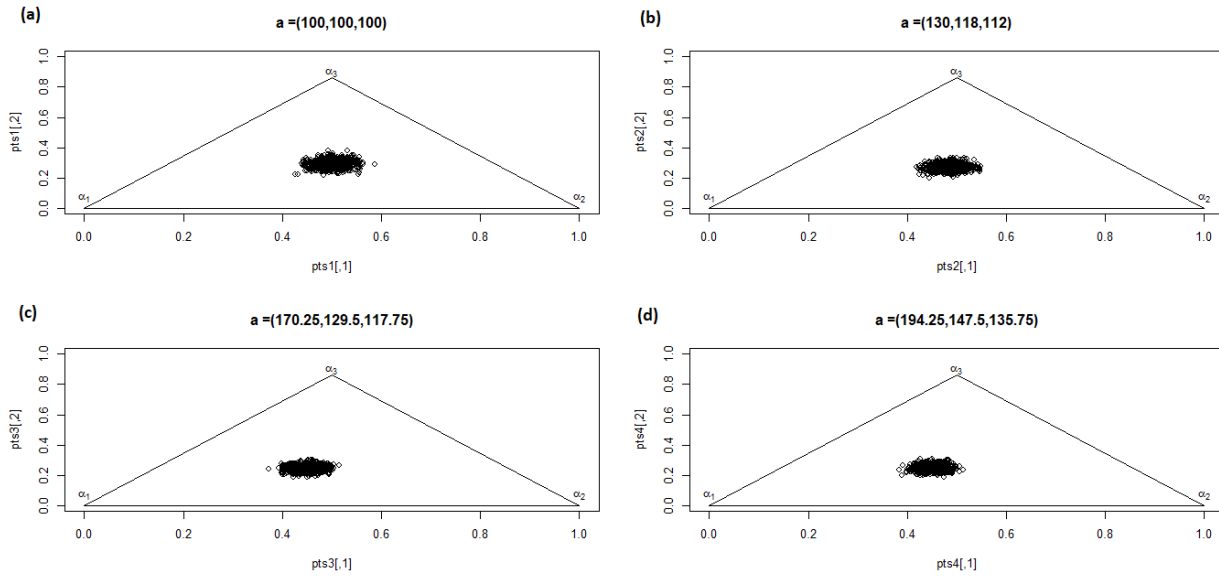 (a)
a =(100,100,100)
pts1[,2]
0.0 0.2 0.4 0.6 0.8 1.0
α3
α1
α2
0.0 0.2 0.4 0.6 0.8 1.0
pts1[,1]
(b)
a =(130,118,112)
pts2[,2]
0.0 0.2 0.4 0.6 0.8 1.0
α3
α1
α2
0.0 0.2 0.4 0.6 0.8 1.0
pts2[,1]
(c)
a =(170.25,129.5,117.75)
pts3[,2]
0.0 0.2 0.4 0.6 0.8 1.0
α3
α1
α2
0.0 0.2 0.4 0.6 0.8 1.0
pts3[,1]
(d)
a =(194.25,147.5,135.75)
pts4[,2]
0.0 0.2 0.4 0.6 0.8 1.0
α3
α1
α2
0.0 0.2 0.4 0.6 0.8 1.0
pts4[,1]